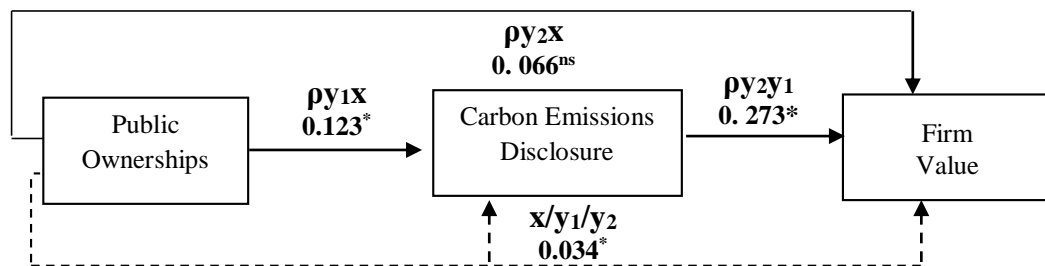 ρy₂x
0. 066ⁿˢ
ρy₁x
0.123*
ρy₂y₁
0. 273*
Public
Ownerships
Carbon Emissions
Disclosure
Firm
Value
x/y₁/y₂
0.034*